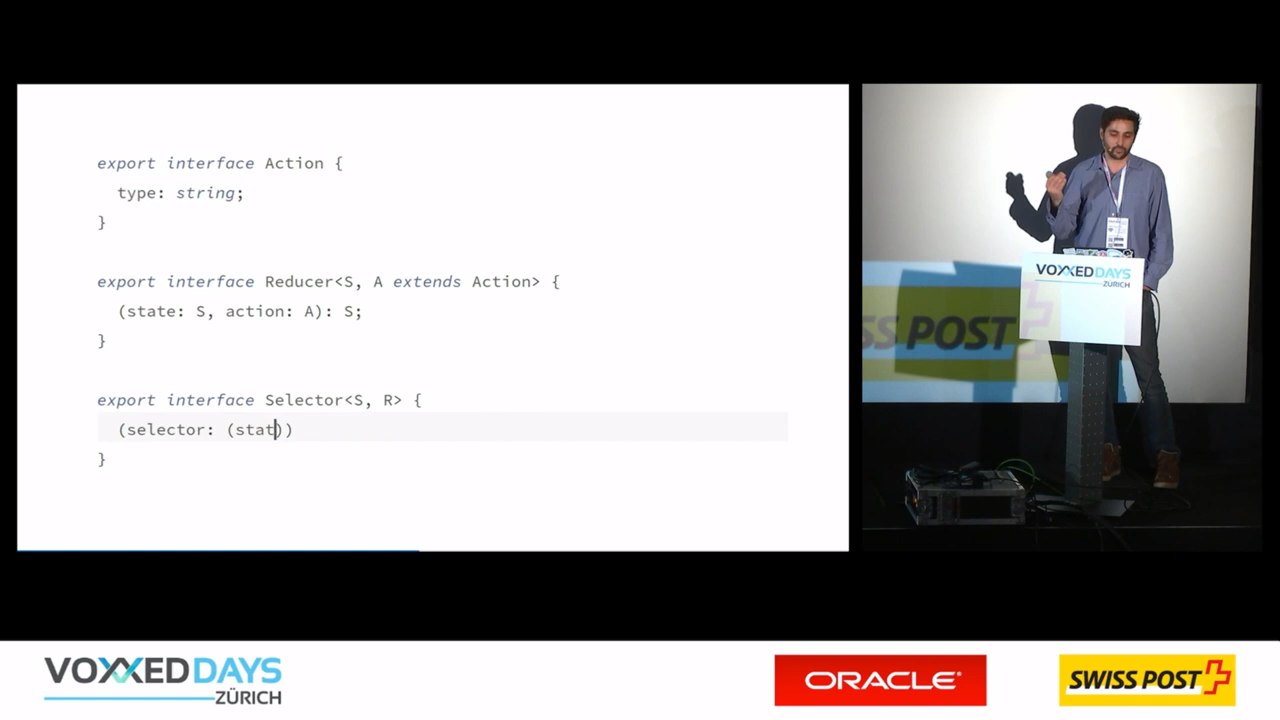 export interface Action {
type: string;
}
export interface Reducer<S, A extends Action> {
(state: S, action: A): S;
}
export interface Selector<S, R> {
(selector: (stat))
}
VOXXED DAYS
ZÜRICH
SS POST
VOXXED DAYS
ZÜRICH
ORACLE®
SWISS POST